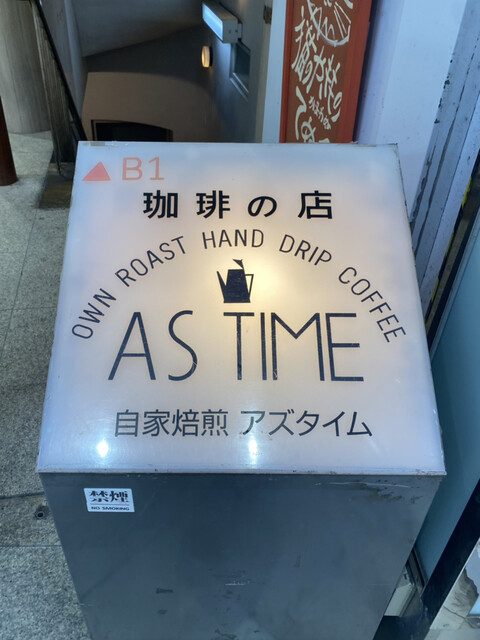 ▲B1
珈琲の店
OWN ROAST HAND DRIP COFFEE
AS TIME
自家焙煎 アズタイム
禁煙
NO SMOKING